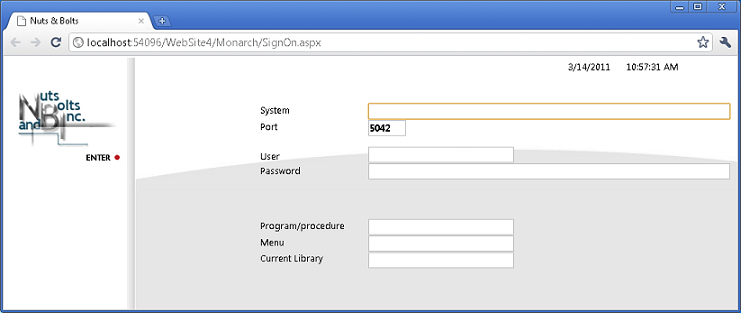 Nuts & Bolts
localhost:54096/WebSite4/Monarch/SignOn.aspx
3/14/2011 10:57:31 AM
Nuts
and Bolts
Inc.
ENTER
System
Port 5042
User
Password
Program/procedure
Menu
Current Library